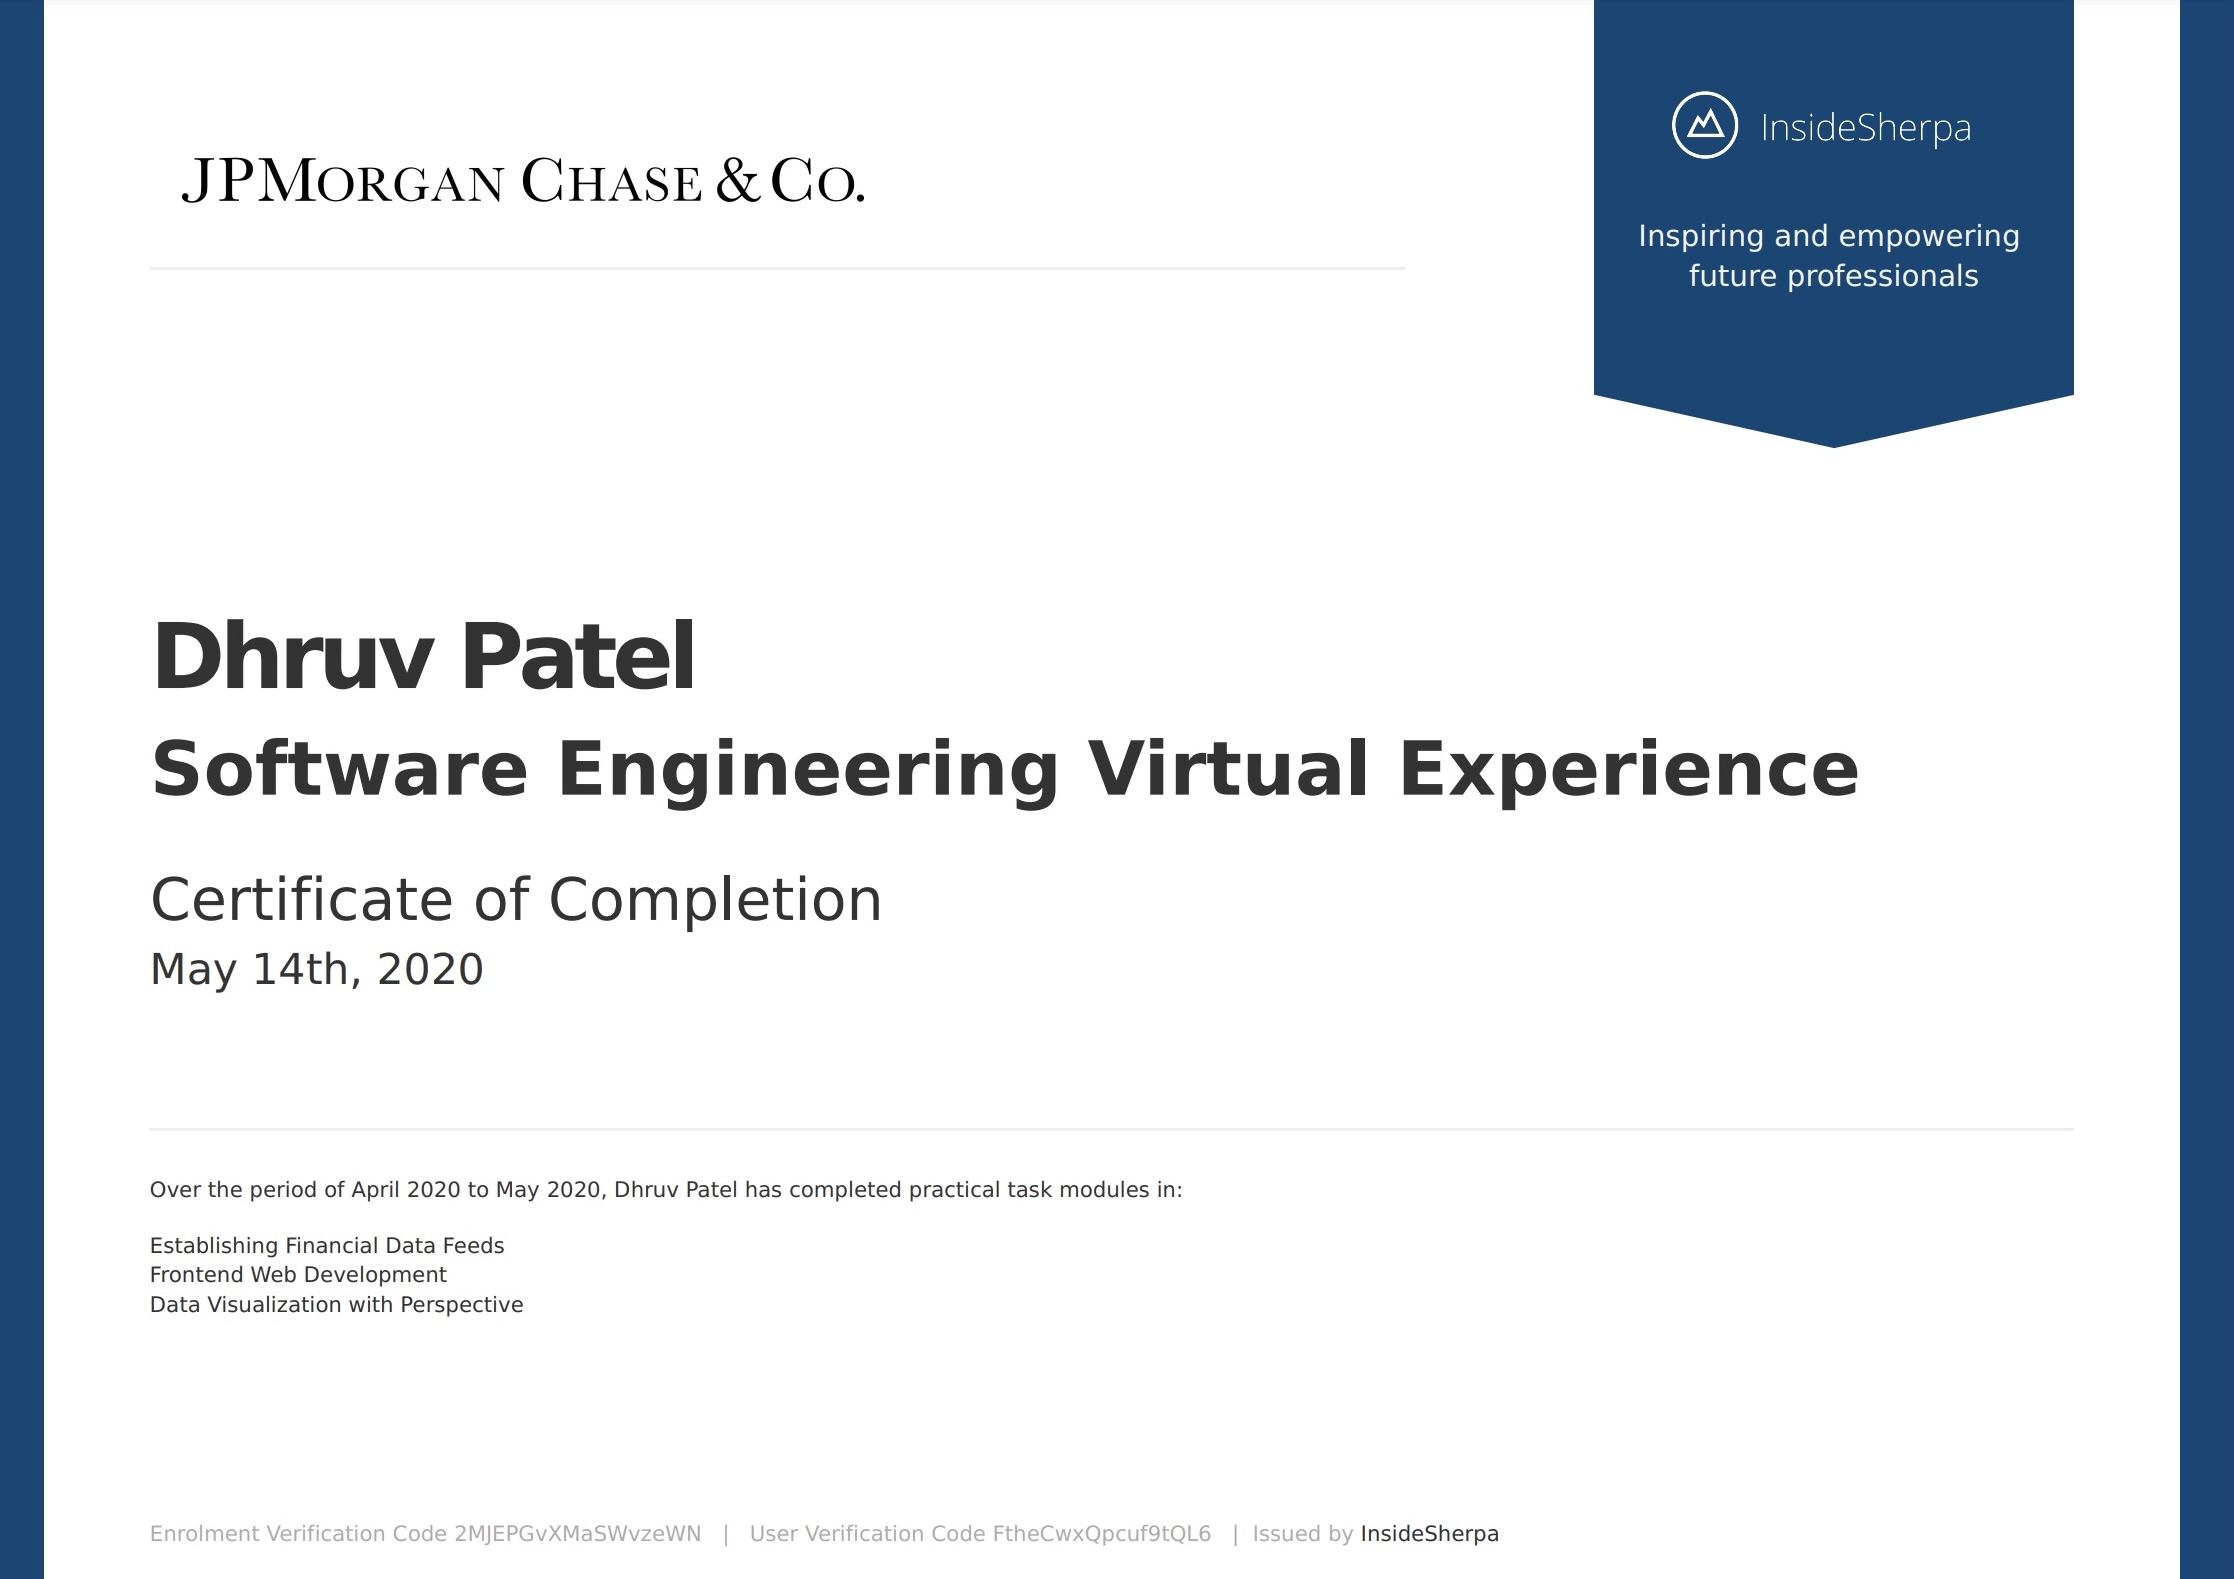 JPMORGAN CHASE & CO.
InsideSherpa
Inspiring and empowering
future professionals
Dhruv Patel
Software Engineering Virtual Experience
Certificate of Completion
May 14th, 2020
Over the period of April 2020 to May 2020, Dhruv Patel has completed practical task modules in:
Establishing Financial Data Feeds
Frontend Web Development
Data Visualization with Perspective
Enrolment Verification Code 2MJEPGvXMaSWvzeWN | User Verification Code FtheCwxQpcuf9tQL6 | Issued by InsideSherpa